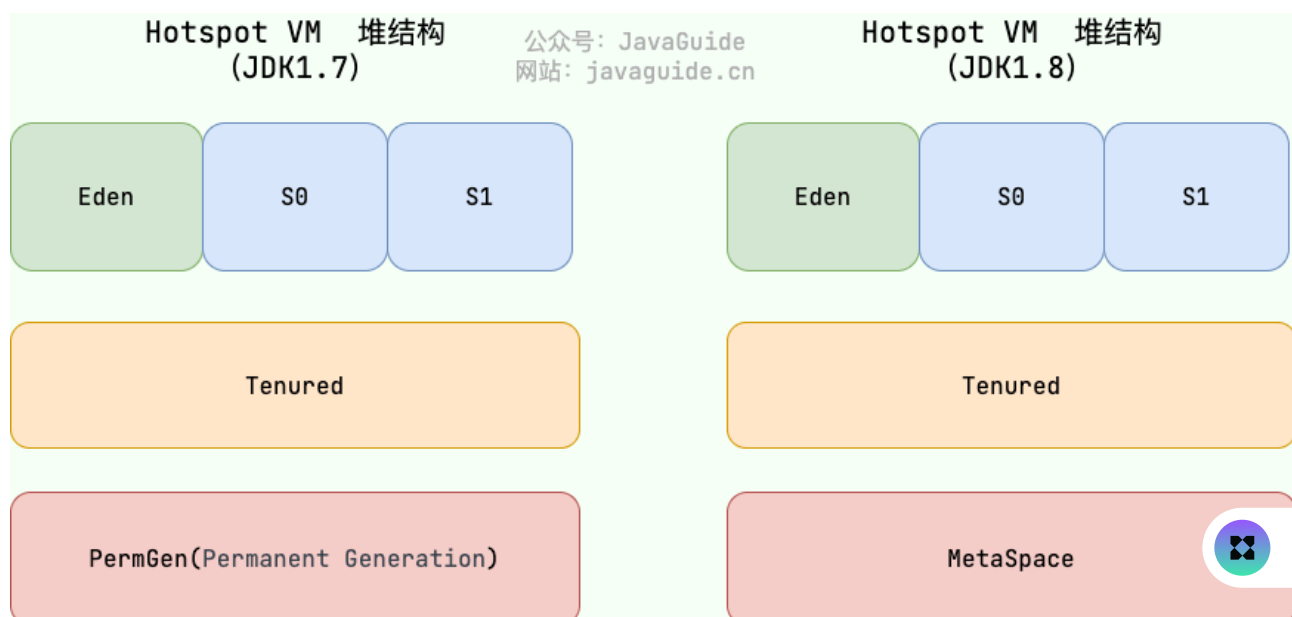 Hotspot VM 堆结构
(JDK1.7)
公众号：JavaGuide
网站：javaguide.cn
Hotspot VM 堆结构
(JDK1.8)
Eden
S0
S1
Eden
S0
S1
Tenured
Tenured
PermGen(Permanent Generation)
MetaSpace